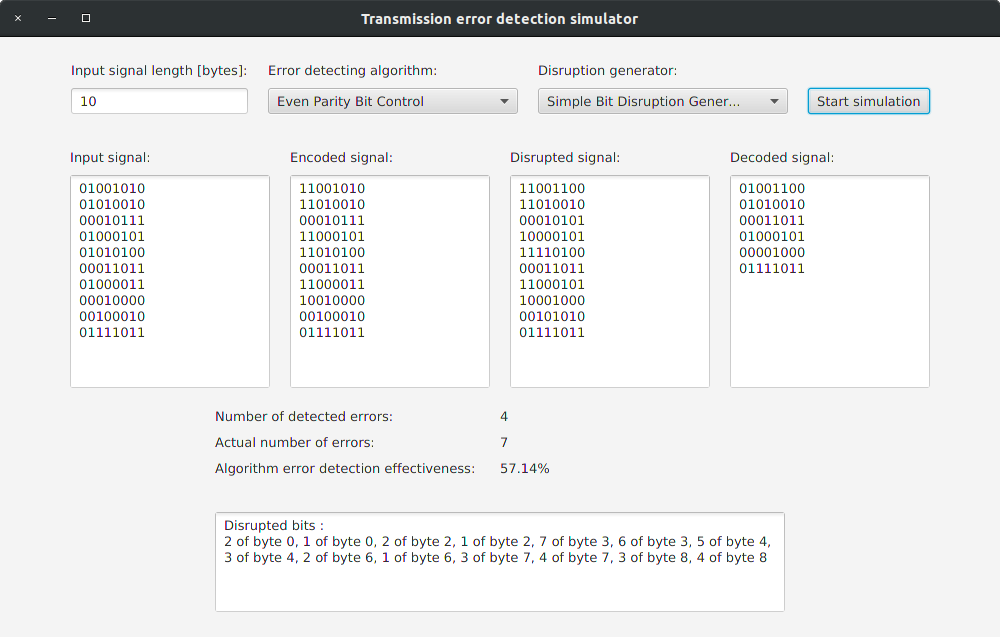 Transmission error detection simulator
Input signal length [bytes]:
Error detecting algorithm:
Disruption generator:
10
Even Parity Bit Control
Simple Bit Disruption Gener...
Start simulation
Input signal:
01001010
01010010
00010111
01000101
01010100
00011011
01000011
00010000
00100010
01111011
Encoded signal:
11001010
11010010
00010111
11000101
11010100
00011011
11000011
10010000
00100010
01111011
Disrupted signal:
11001100
11010010
00010101
10000101
11110100
00011011
11000101
10001000
00101010
01111011
Decoded signal:
01001100
01010010
00011011
01000101
00001000
01111011
Number of detected errors: 4
Actual number of errors: 7
Algorithm error detection effectiveness: 57.14%
Disrupted bits :
2 of byte 0, 1 of byte 0, 2 of byte 2, 1 of byte 2, 7 of byte 3, 6 of byte 3, 5 of byte 4,
3 of byte 4, 2 of byte 6, 1 of byte 6, 3 of byte 7, 4 of byte 7, 3 of byte 8, 4 of byte 8